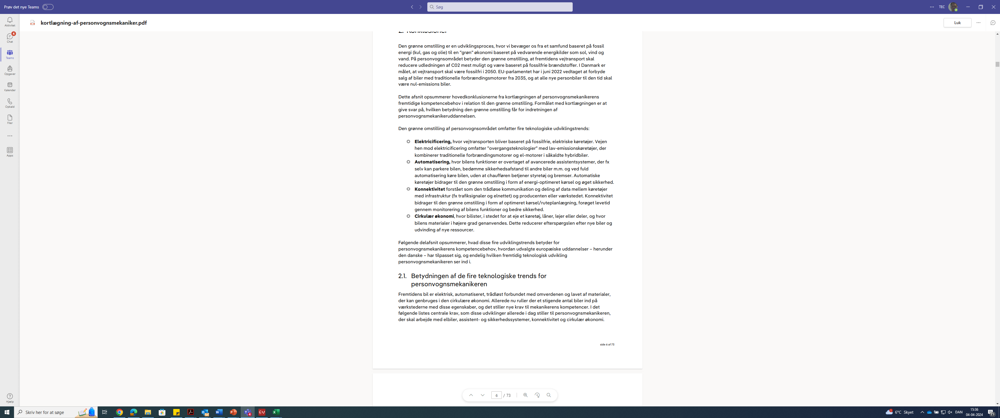 Prøv det nye Teams
Søg
TEC
kortlægning-af-personvognsmekaniker.pdf
Luk
Aktivitet
4
Chat
Teams
Opgaver
Kalender
Opkald
Filer
Apps
Hjælp
2. Konklusioner
Den grønne omstilling er en udviklingsproces, hvor vi bevæger os fra et samfund baseret på fossil
energi (kul, gas og olie) til en ”grøn” økonomi baseret på vedvarende energikilder som sol, vind og
vand. På personvognsområdet betyder den grønne omstilling, at fremtidens vejtransport skal
reducere udledningen af C02 mest muligt og være baseret på fossilfrie brændstoffer. I Danmark er
målet, at vejtransport skal være fossilfri i 2050. EU-parlamentet har i juni 2022 vedtaget at forbyde
salg af biler med traditionelle forbrændingsmotorer fra 2035, og at alle nye personbiler til den tid skal
være nul-emissions biler.
Dette afsnit opsummerer hovedkonklusionerne fra kortlægningen af personvognsmekanikerens
fremtidige kompetencebehov i relation til den grønne omstilling. Formålet med kortlægningen er at
give svar på, hvilken betydning den grønne omstilling får for indretningen af
personvognsmekanikeruddannelsen.
Den grønne omstilling af personvognsområdet omfatter fire teknologiske udviklingstrends:
Elektricificering, hvor vejtransporten bliver baseret på fossilfrie, elektriske køretøjer. Vejen
hen mod elektricificering omfatter ”overgangsteknologier” med lav-emissionskøretøjer, der
kombinerer traditionelle forbrændingsmotorer og el-motorer i såkaldte hybridbiler.
Automatisering, hvor bilens funktioner er overtaget af avancerede assistentsystemer, der fx
selv kan parkere bilen, bedømme sikkerhedsafstand til andre biler m.m. og ved fuld
automatisering køre bilen, uden at chaufføren betjener styretøj og bremser. Automatiske
køretøjer bidrager til den grønne omstilling i form af energi-optimeret kørsel og øget sikkerhed.
Konnektivitet forstået som den trådløse kommunikation og deling af data mellem køretøjer
med infrastruktur (fx trafiksignaler og elnettet) og producenten eller værkstedet. Konnektivitet
bidrager til den grønne omstilling i form af optimeret kørsel/ruteplanlægning, forøget levetid
gennem monitorering af bilens funktioner og bedre sikkerhed.
Cirkulær økonomi, hvor bilister, i stedet for at eje et køretøj, låner, lejer eller deler, og hvor
bilens materialer i højere grad genanvendes. Dette reducerer efterspørgslen efter nye biler og
udvinding af nye ressourcer.
Følgende delafsnit opsummerer, hvad disse fire udviklingstrends betyder for
personvognsmekanikerens kompetencebehov, hvordan udvalgte europæiske uddannelser – herunder
den danske – har tilpasset sig, og endelig hvilken fremtidig teknologisk udvikling
personvognsmekanikeren ser ind i.
2.1. Betydningen af de fire teknologiske trends for
personvognsmekanikeren
Fremtidens bil er elektrisk, automatiseret, trådløst forbundet med omverdenen og lavet af materialer,
der kan genbruges i den cirkulære økonomi. Allerede nu ruller der et stigende antal biler ind på
værkstederne med disse egenskaber, og det stiller nye krav til mekanikerens kompetencer. I det
følgende listes centrale krav, som disse udviklinger allerede i dag stiller til personvognsmekanikeren,
der skal arbejde med elbiler, assistent- og sikkerhedssystemer, konnektivitet og cirkulær økonomi.
side 6 af 73
6 / 73
Skriv her for at søge
EV
4
1
6°C Skyet
DAN
15:36
04-04-2024
23